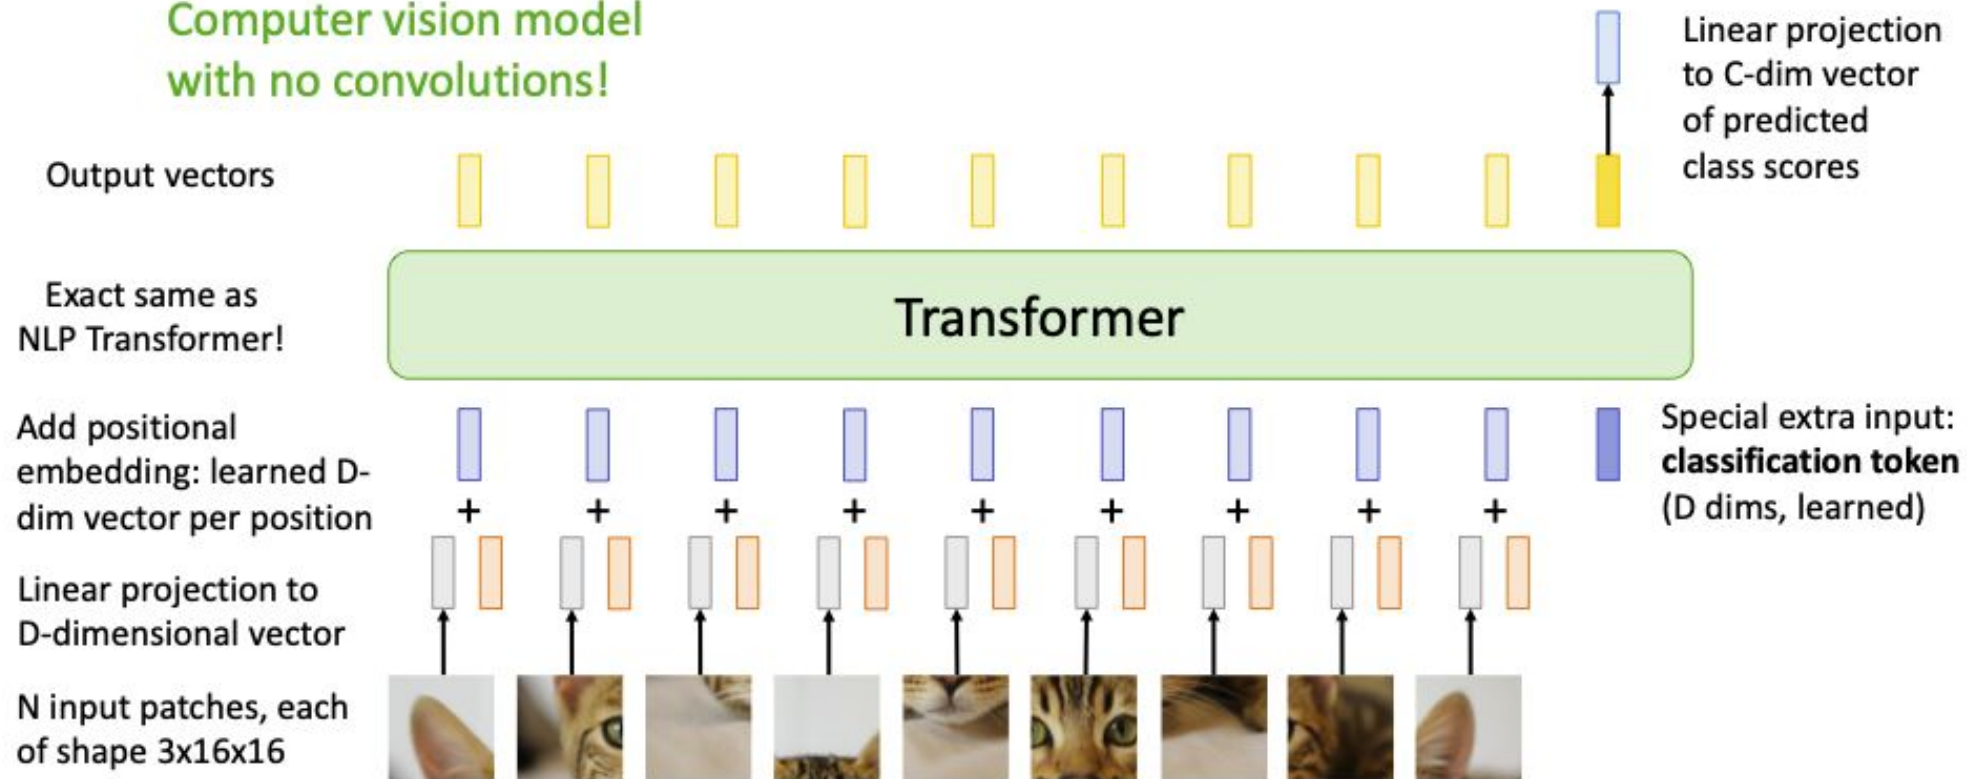 Computer vision model
with no convolutions!
Linear projection
to C-dim vector
of predicted
class scores
Output vectors
Exact same as
NLP Transformer!
Transformer
Add positional
embedding: learned D-
dim vector per position
Special extra input:
classification token
(D dims, learned)
+ + + + + + + + +
Linear projection to
D-dimensional vector
N input patches, each
of shape 3x16x16